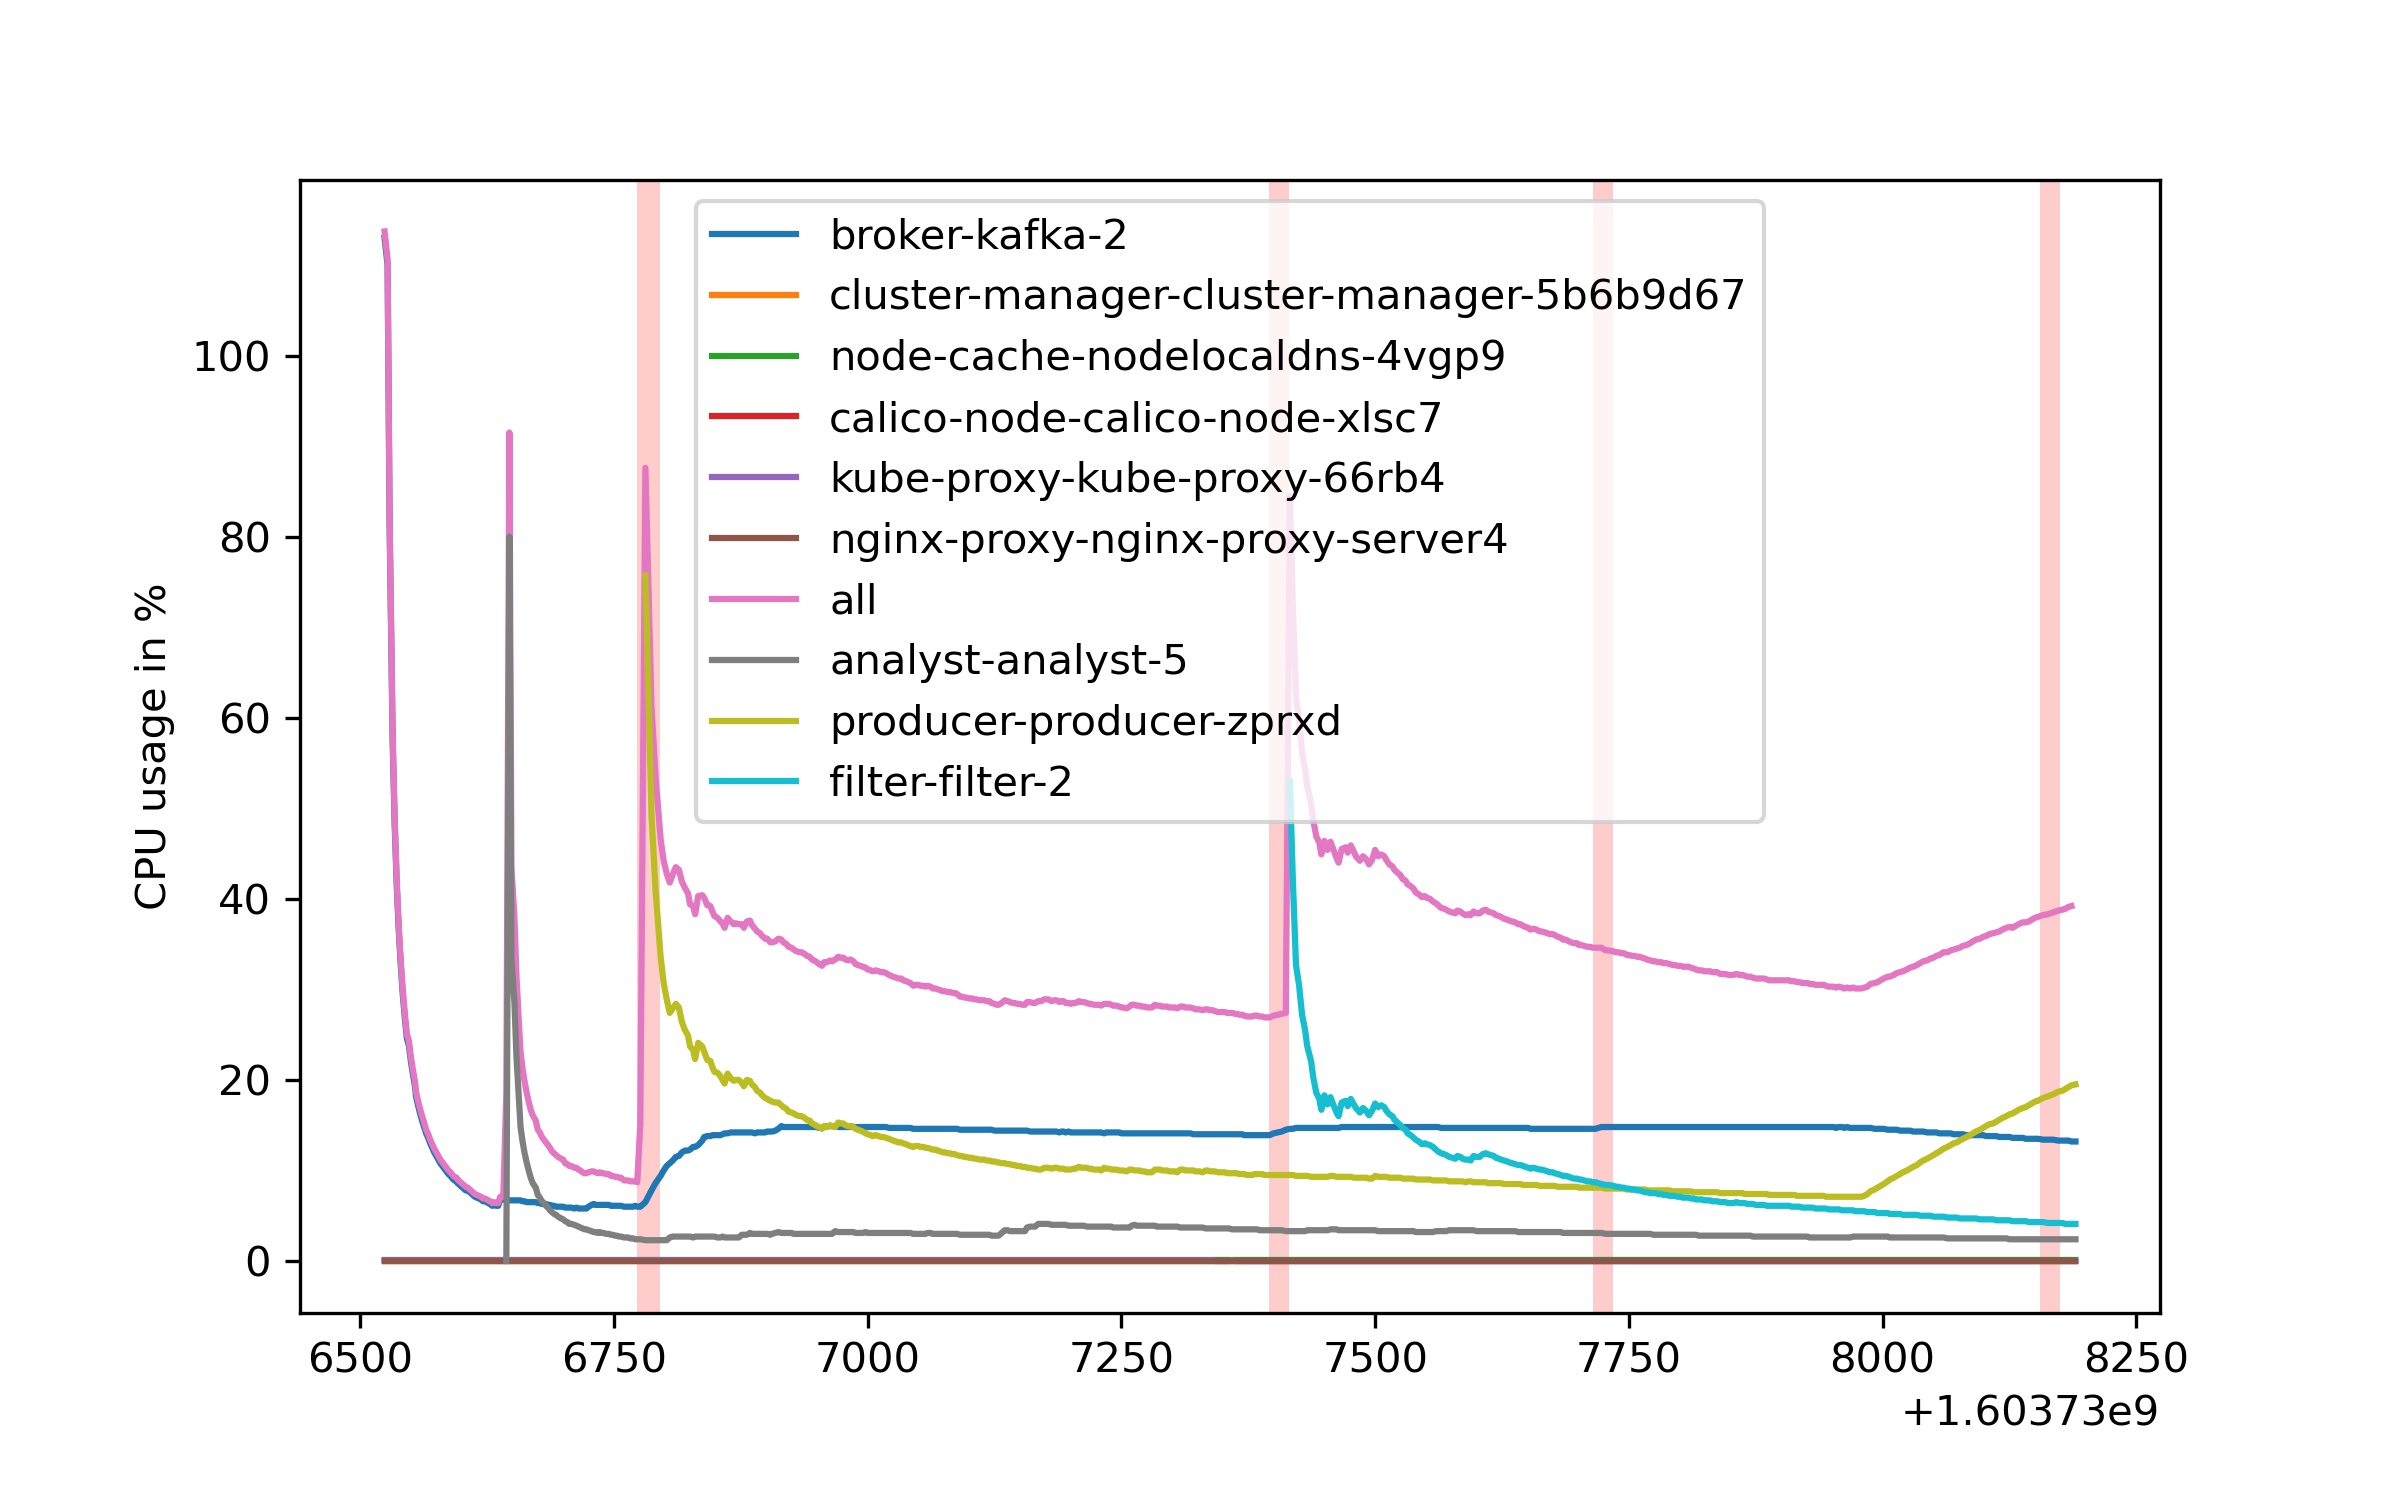 broker-kafka-2
cluster-manager-cluster-manager-5b6b9d67
node-cache-nodelocaldns-4vgp9
calico-node-calico-node-xlsc7
kube-proxy-kube-proxy-66rb4
nginx-proxy-nginx-proxy-server4
all
analyst-analyst-5
producer-producer-zprxd
filter-filter-2
CPU usage in %
100
80
60
40
20
0
6500 6750 7000 7250 7500 7750 8000 8250
+1.60373e9